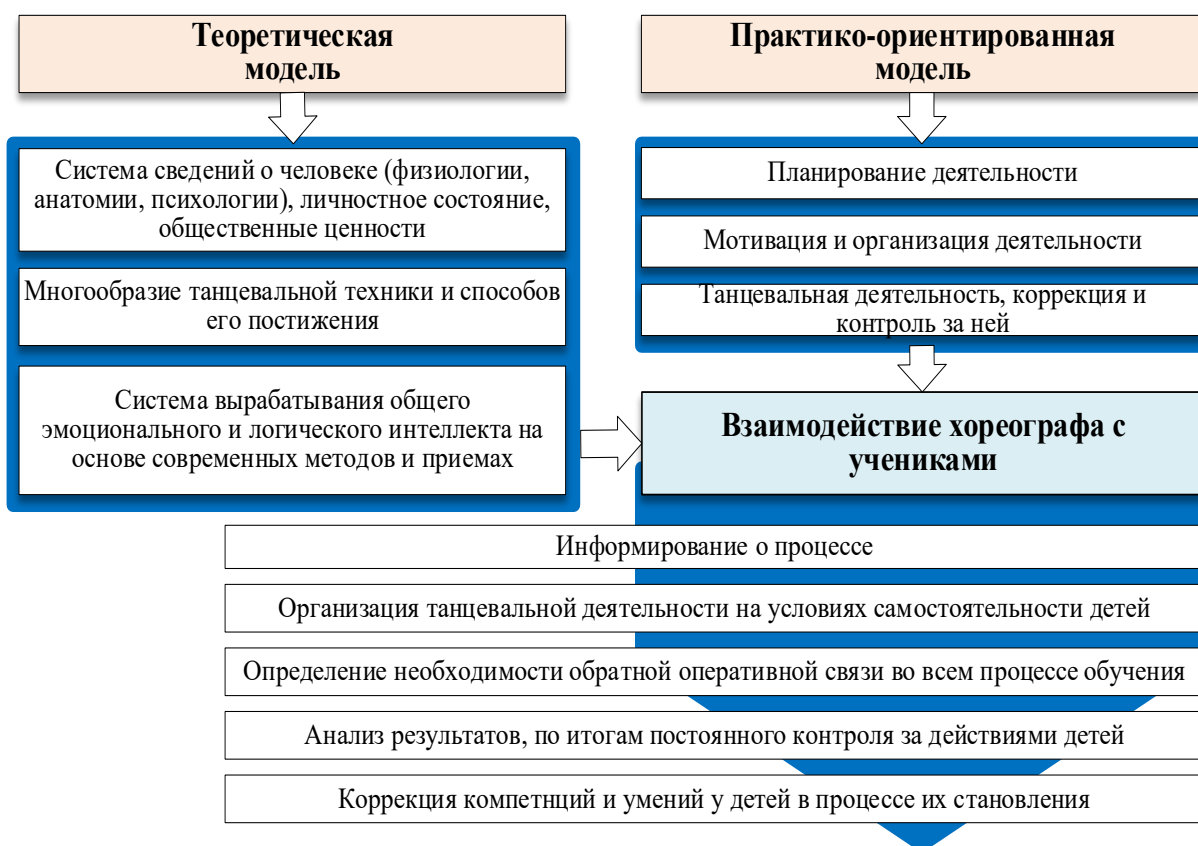 Теоретическая
модель
Система сведений о человеке (физиологии,
анатомии, психологии), личностное состояние,
общественные ценности
Многообразие танцевальной техники и способов
его постижения
Система вырабатывания общего
эмоционального и логического интеллекта на
основе современных методов и приемах
Практико-ориентированная
модель
Планирование деятельности
Мотивация и организация деятельности
Танцевальная деятельность, коррекция и
контроль за ней
Взаимодействие хореографа с
учениками
Информирование о процессе
Организация танцевальной деятельности на условиях самостоятельности детей
Определение необходимости обратной оперативной связи во всем процессе обучения
Анализ результатов, по итогам постоянного контроля за действиями детей
Коррекция компетнций и умений у детей в процессе их становления